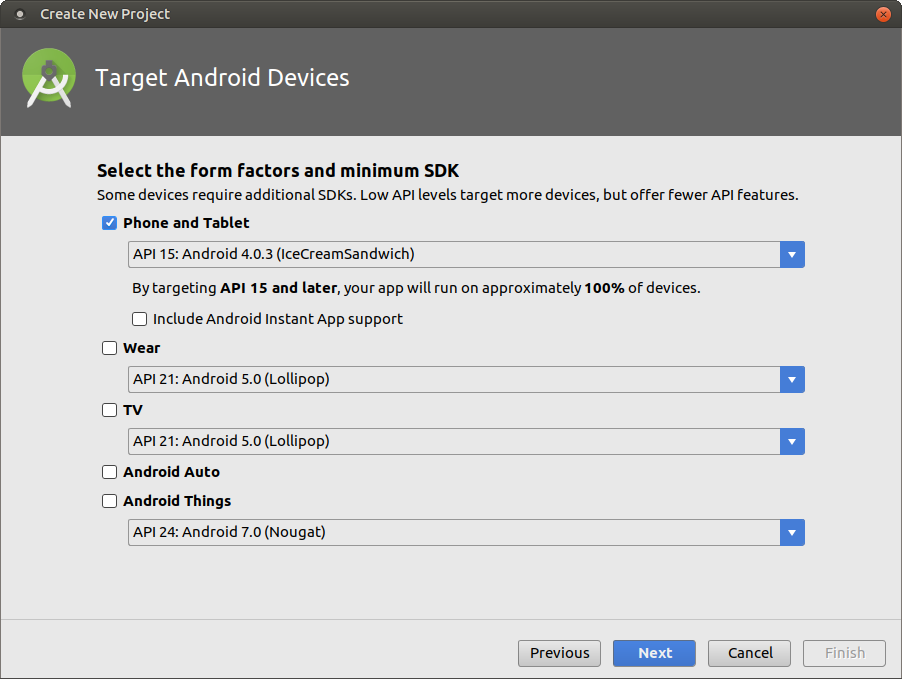 Create New Project
Target Android Devices
Select the form factors and minimum SDK
Some devices require additional SDKs. Low API levels target more devices, but offer fewer API features.
Phone and Tablet
API 15: Android 4.0.3 (IceCreamSandwich)
By targeting API 15 and later, your app will run on approximately 100% of devices.
Include Android Instant App support
Wear
API 21: Android 5.0 (Lollipop)
TV
API 21: Android 5.0 (Lollipop)
Android Auto
Android Things
API 24: Android 7.0 (Nougat)
Previous Next Cancel Finish